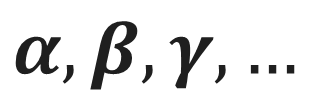 α, β, γ, ...